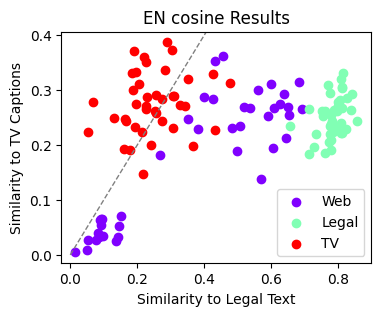 EN cosine Results
Similarity to TV Captions
0.4
0.3
0.2
0.1
0.0
Web
Legal
TV
0.0 0.2 0.4 0.6 0.8
Similarity to Legal Text